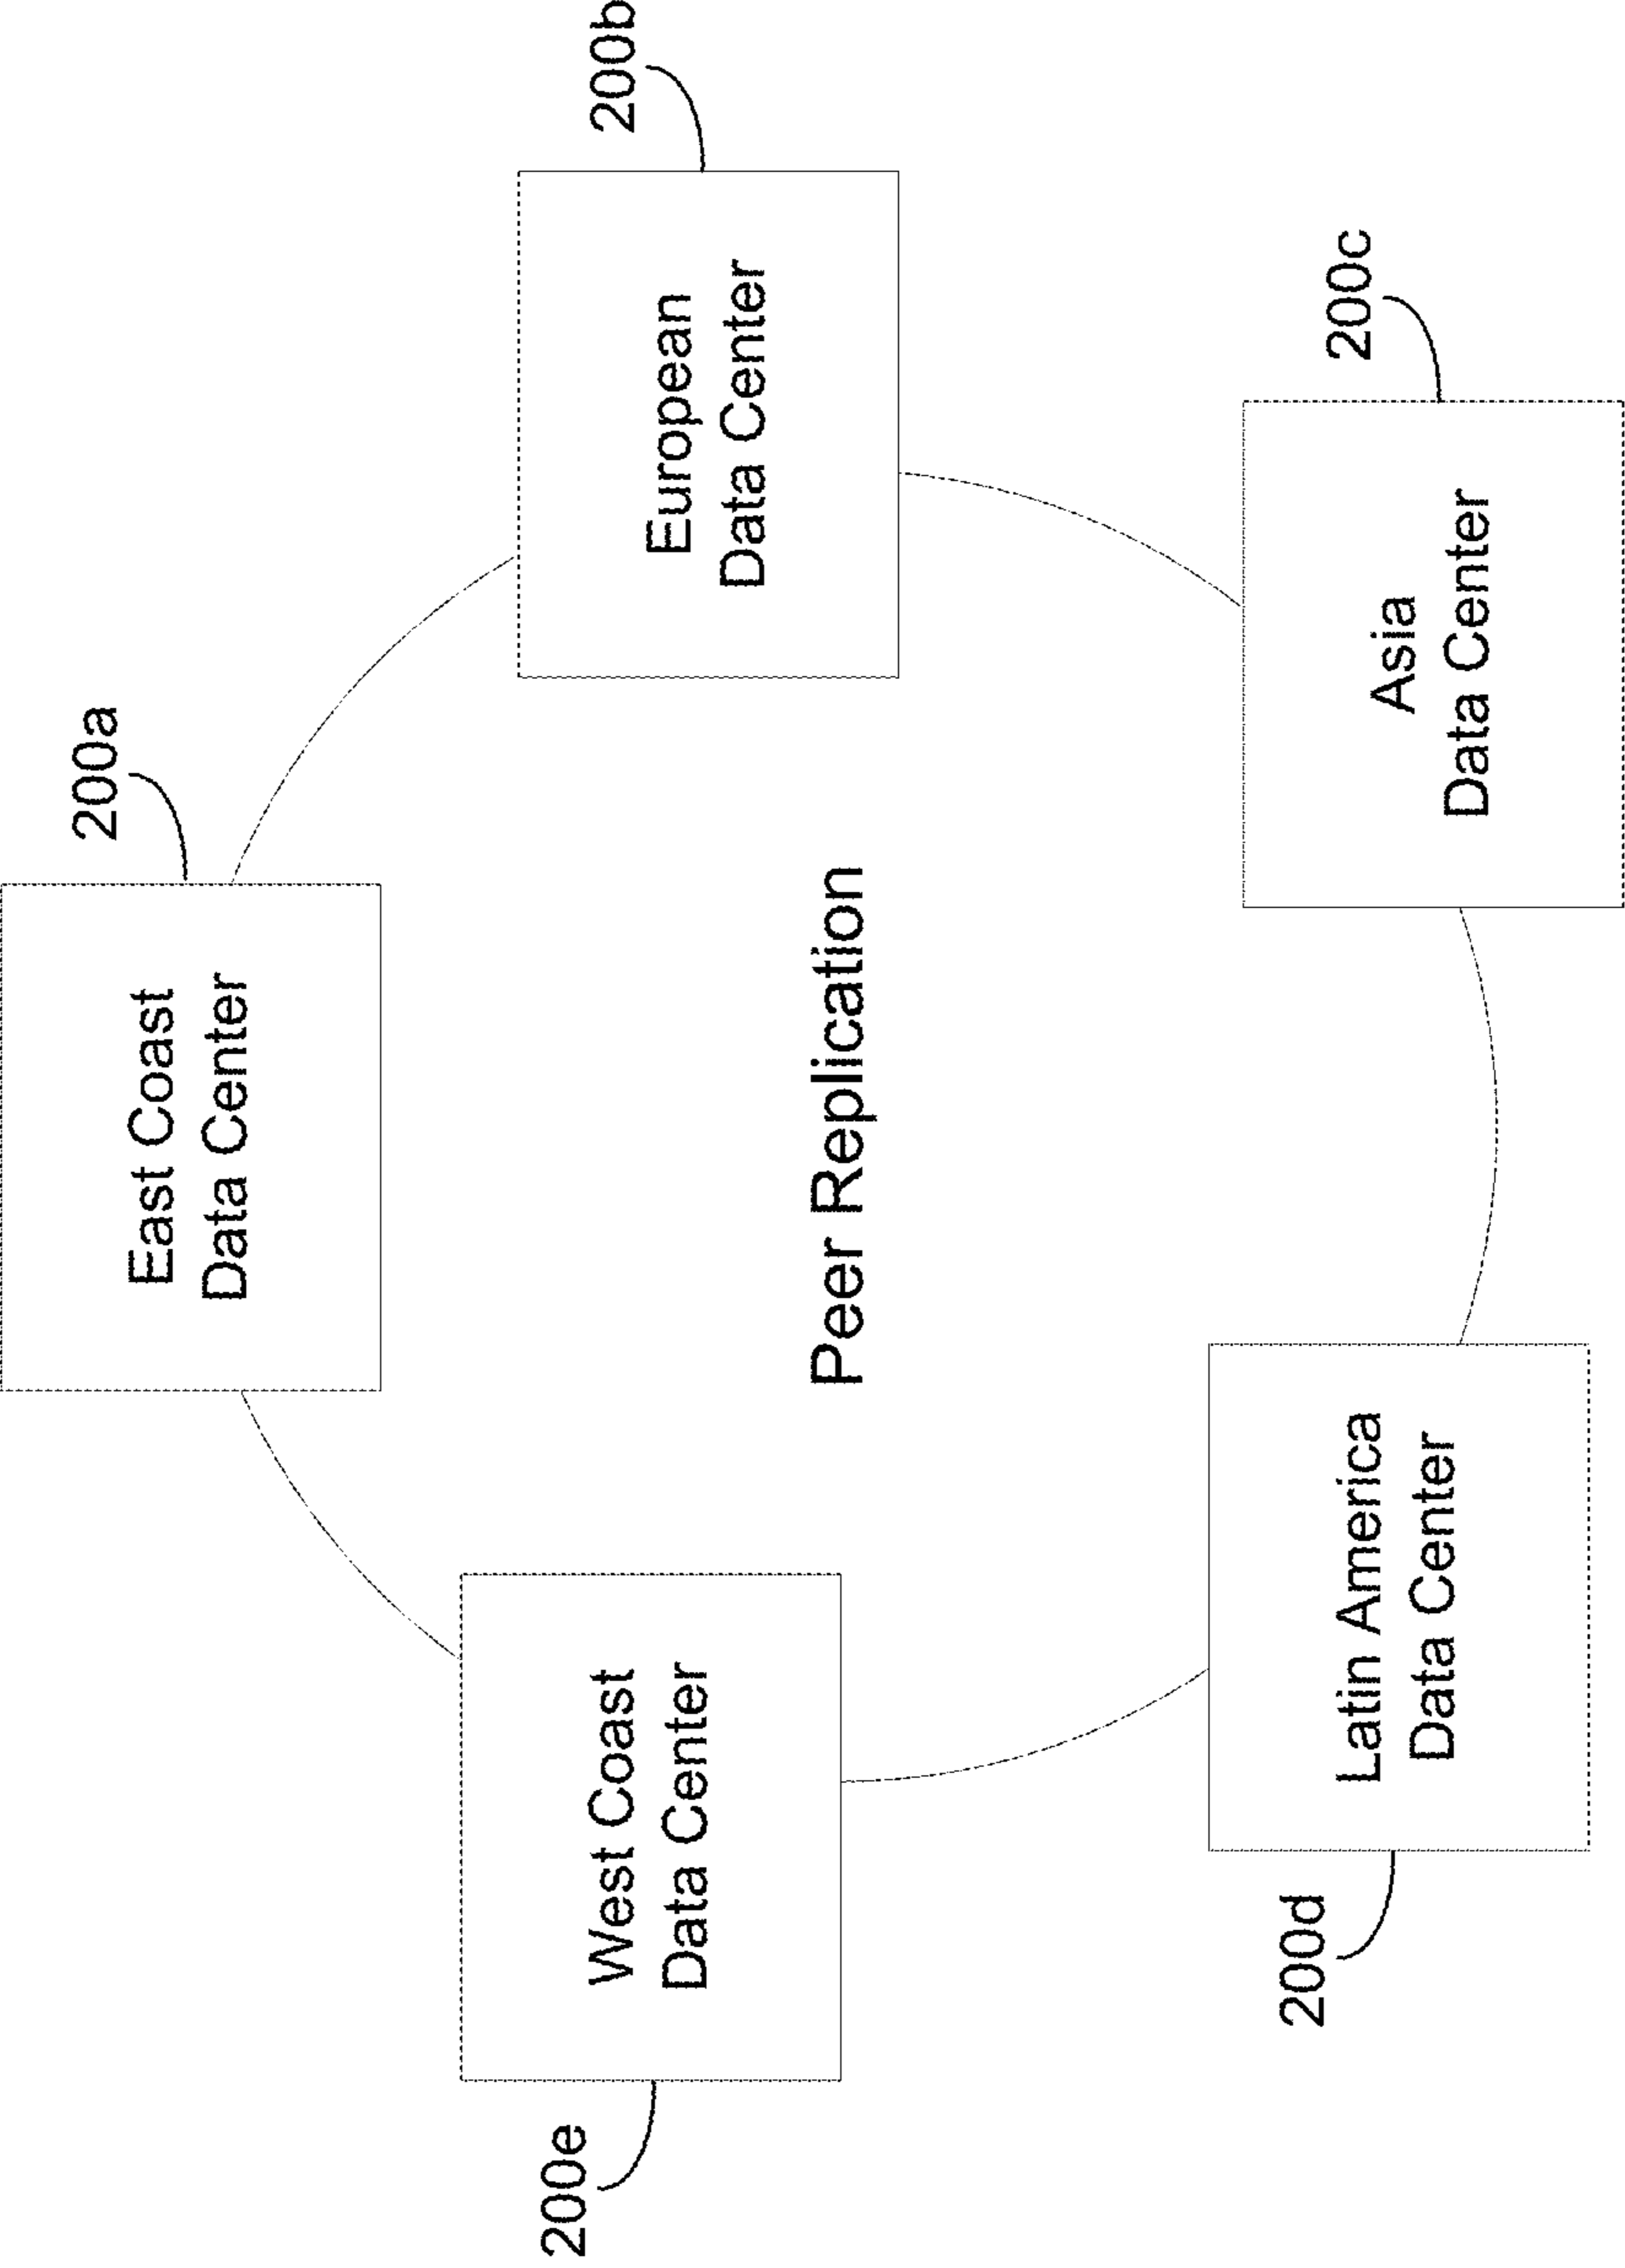 200a
East Coast
Data Center
200b
European
Data Center
200e
West Coast
Data Center
Peer Replication
200c
Asia
Data Center
200d
Latin America
Data Center